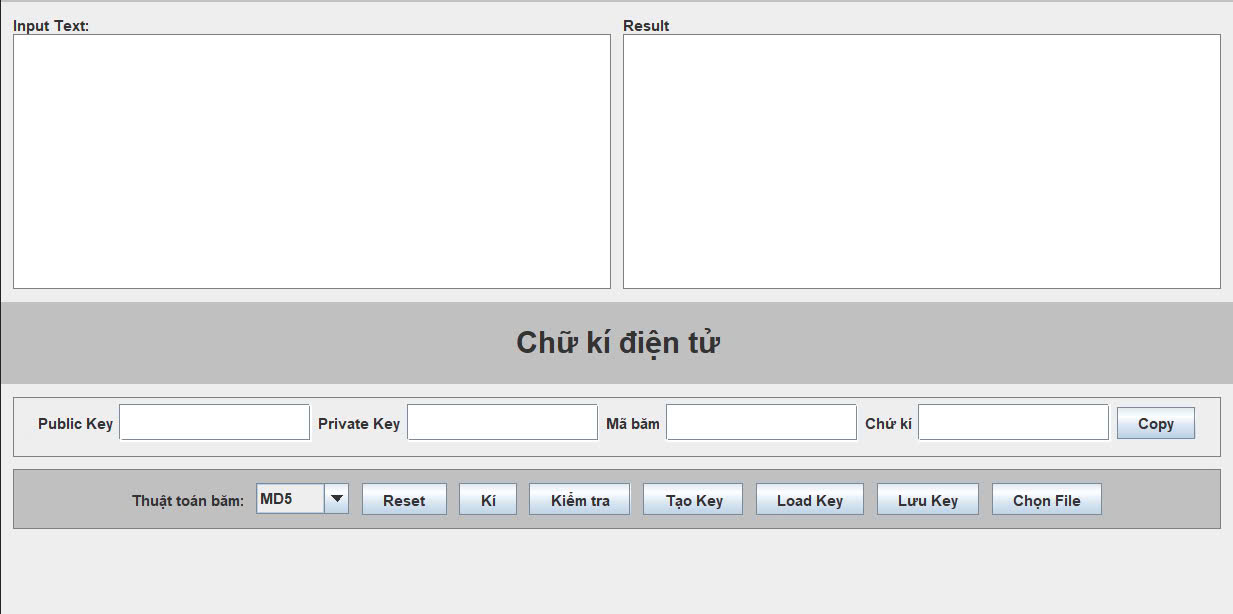 Input Text: Result
Chữ kí điện tử
Public Key Private Key Mã băm Chứ kí Copy
Thuật toán băm: MD5 Reset Kí Kiểm tra Tạo Key Load Key Lưu Key Chọn File